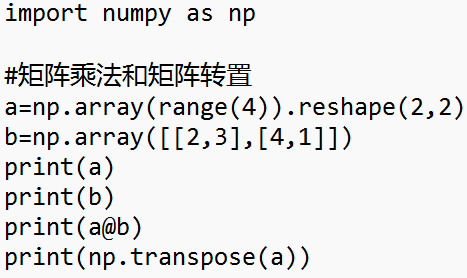 import numpy as np
#矩阵乘法和矩阵转置
a=np.array(range(4)).reshape(2,2)
b=np.array([[2,3],[4,1]])
print(a)
print(b)
print(a@b)
print(np.transpose(a))